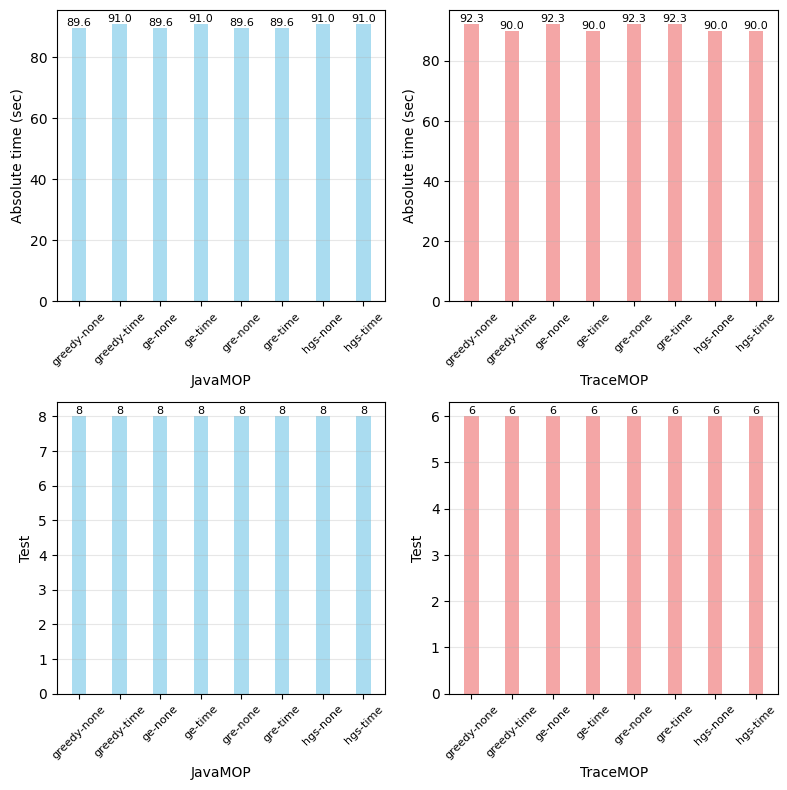 89.6 91.0 89.6 91.0 89.6 89.6 91.0 91.0
80
60
40
20
0
Absolute time (sec)
greedy-none greedy-time ge-none ge-time gre-none gre-time hgs-none hgs-time
JavaMOP
92.3 90.0 92.3 90.0 92.3 92.3 90.0 90.0
80
60
40
20
0
Absolute time (sec)
greedy-none greedy-time ge-none ge-time gre-none gre-time hgs-none hgs-time
TraceMOP
8 8 8 8 8 8 8 8
8
7
6
5
4
3
2
1
0
Test
greedy-none greedy-time ge-none ge-time gre-none gre-time hgs-none hgs-time
JavaMOP
6 6 6 6 6 6 6 6
6
5
4
3
2
1
0
Test
greedy-none greedy-time ge-none ge-time gre-none gre-time hgs-none hgs-time
TraceMOP